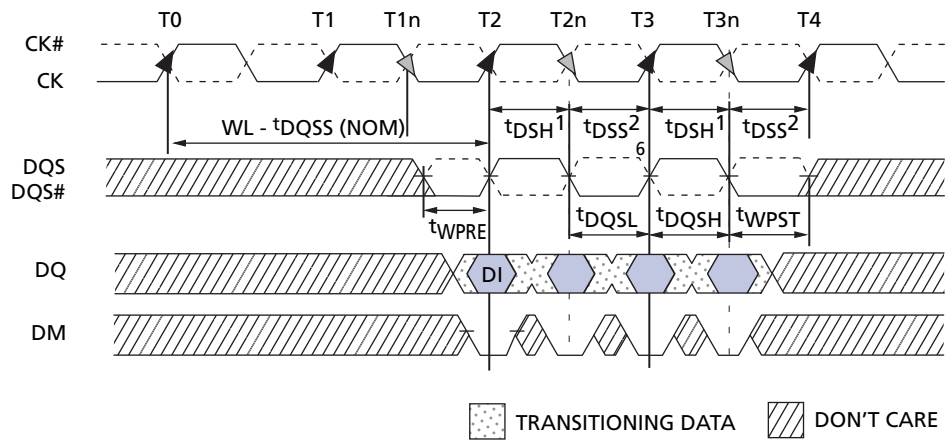 T0 T1 T1n T2 T2n T3 T3n T4
CK#
CK
tDSH1 tDSS2 tDSH1 tDSS2
WL - tDQSS (NOM)
6
DQS
DQS#
tWPRE tDQSL tDQSH tWPST
DQ DI
DM
TRANSITIONING DATA DON'T CARE